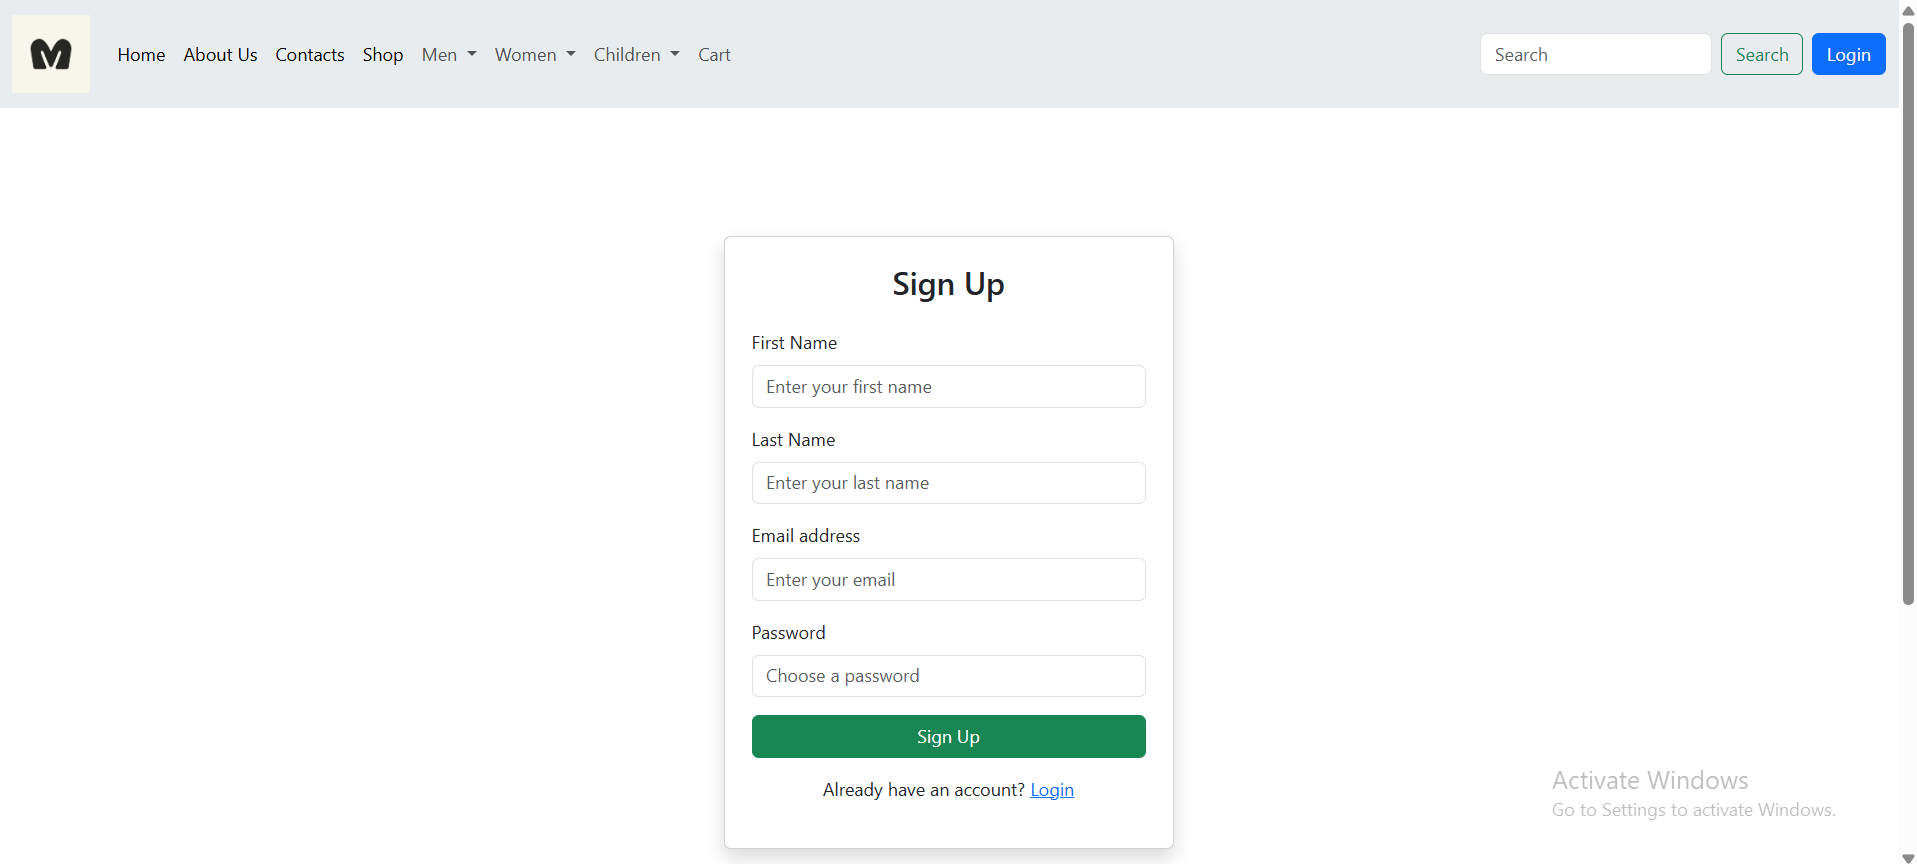 M
Home About Us Contacts Shop Men Women Children Cart Search Search Login
Sign Up
First Name
Enter your first name
Last Name
Enter your last name
Email address
Enter your email
Password
Choose a password
Sign Up
Already have an account? Login
Activate Windows
Go to Settings to activate Windows.